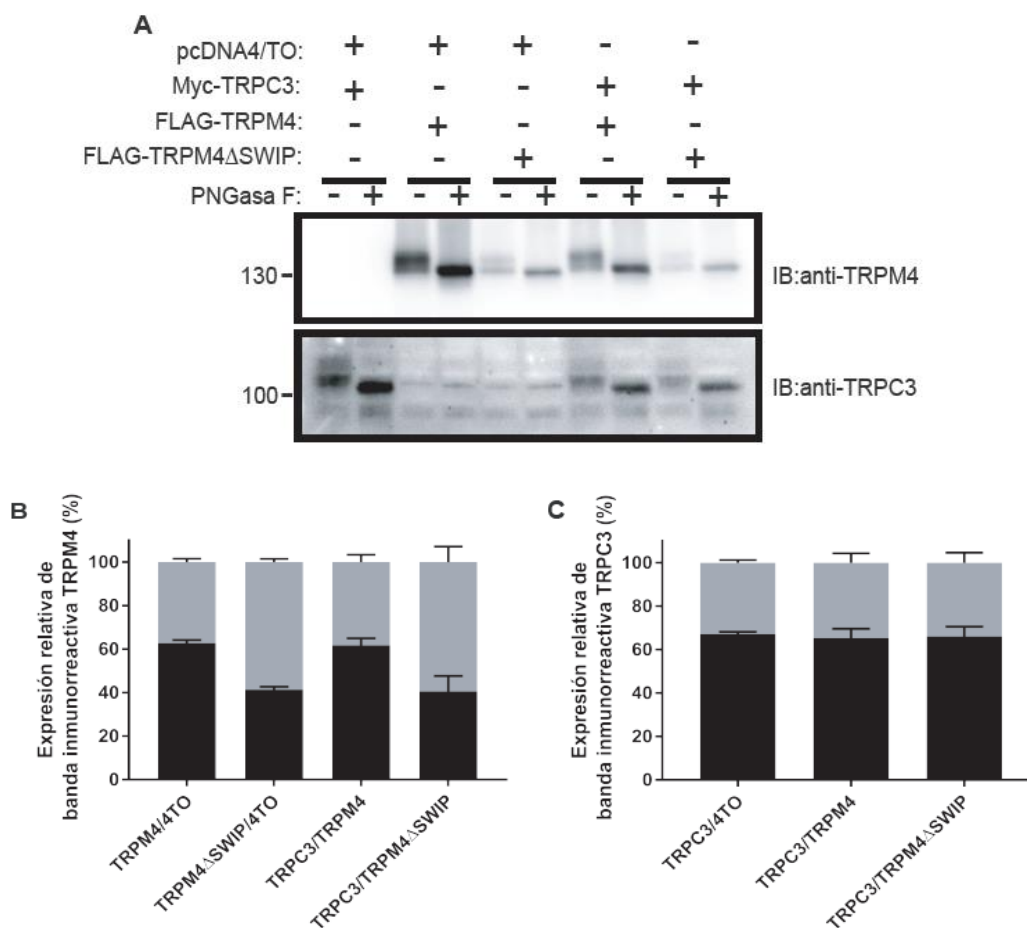 A
pcDNA4/TO: + + + - -
Myc-TRPC3: + - - + +
FLAG-TRPM4: - + - + -
FLAG-TRPM4ΔSWIP: - - + - +
PNGasa F: - + - + - + - + - +
130 IB:anti-TRPM4
100 IB:anti-TRPC3
B
Expresión relativa de
banda inmunorreactiva TRPM4 (%)
100
80
60
40
20
0
TRPM4/4TO
TRPM4ΔSWIP/4TO
TRPC3/TRPM4
TRPC3/TRPM4ΔSWIP
C
Expresión relativa de
banda inmunorreactiva TRPC3 (%)
100
80
60
40
20
0
TRPC3/4TO
TRPC3/TRPM4
TRPC3/TRPM4ΔSWIP